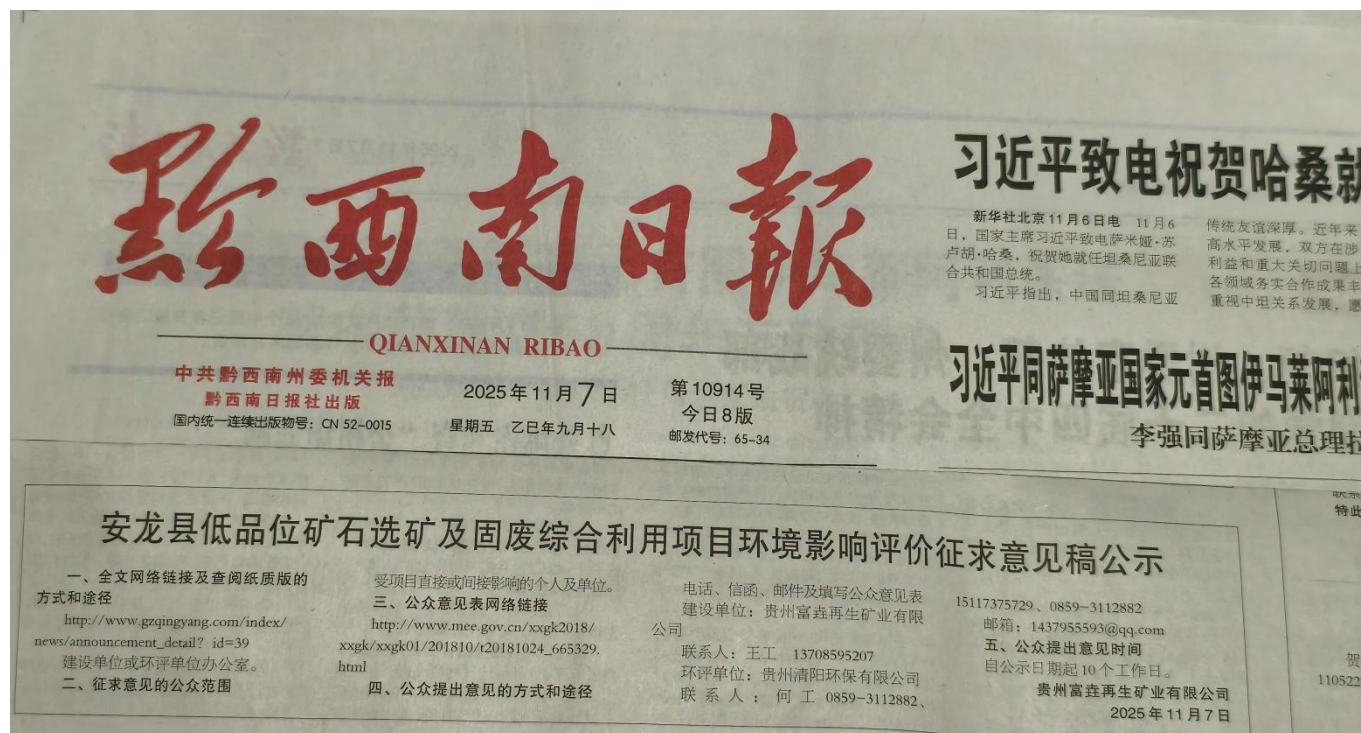 黔西南日報
QIANXINAN RIBAO
中共黔西南州委机关报
黔西南日报社出版
国内统一连续出版物号：CN 52-0015
2025年11月7日
星期五 乙巳年九月十八
第10914号
今日8版
邮发代号：65-34
习近平致电祝贺哈桑就
新华社北京11月6日电 11月6
日，国家主席习近平致电萨米娅·苏
卢胡·哈桑，祝贺她就任坦桑尼亚联
合共和国总统。
习近平指出，中国同坦桑尼亚
传统友谊深厚。近年来
高水平发展，双方在涉
利益和重大关切问题上
各领域务实合作成果丰
重视中坦关系发展，愿
习近平同萨摩亚国家元首图伊马莱阿利
李强同萨摩亚总理拉
安龙县低品位矿石选矿及固废综合利用项目环境影响评价征求意见稿公示
一、全文网络链接及查阅纸质版的
方式和途径
http://www.gzqingyang.com/index/
news/announcement_detail？id=39
建设单位或环评单位办公室。
二、征求意见的公众范围
受项目直接或间接影响的个人及单位。
三、公众意见表网络链接
http://www.mee.gov.cn/xxgk2018/
xxgk/xxgk01/201810/t20181024_665329.
html
四、公众提出意见的方式和途径
电话、信函、邮件及填写公众意见表
建设单位：贵州富垚再生矿业有限
公司
联系人：王工 13708595207
环评单位：贵州清阳环保有限公司
联系人：何工 0859-3112882、
15117375729、0859-3112882
邮箱：1437955593@qq.com
五、公众提出意见时间
自公示日期起10个工作日。
贵州富垚再生矿业有限公司
2025年11月7日
特此
贺
110522